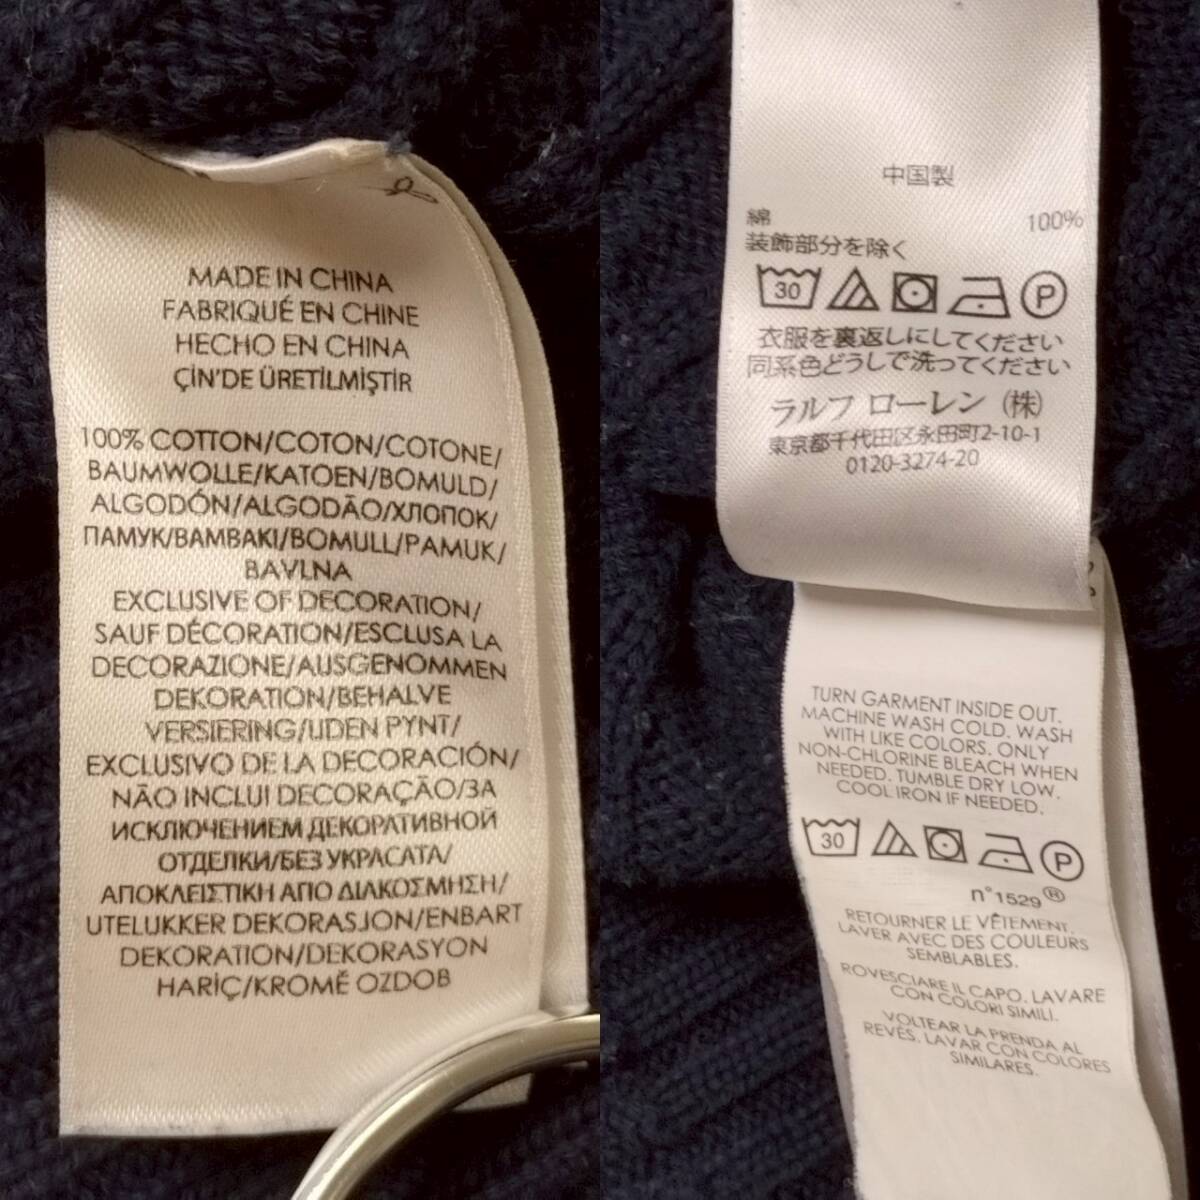 MADE IN CHINA
FABRIQUÉ EN CHINE
HECHO EN CHINA
ÇİN'DE ÜRETİLMİŞTİR
100% COTTON/COTON/COTONE/
BAUMWOLLE/KATOEN/BOMULD/
ALGODÓN/ALGODÃO/ХЛОПОК/
ПАМУК/ΒΑΜΒΑΚΙ/BOMULL/PAMUK/
BAVLNA
EXCLUSIVE OF DECORATION/
SAUF DÉCORATION/ESCLUSA LA
DECORAZIONE/AUSGENOMMEN
DEKORATION/BEHALVE
VERSIERING/UDEN PYNT/
EXCLUSIVO DE LA DECORACIÓN/
NÃO INCLUI DECORAÇÃO/ЗА
ИСКЛЮЧЕНИЕМ ДЕКОРАТИВНОЙ
ОТДЕЛКИ/БЕЗ УКРАСАТА/
ΑΠΟΚΛΕΙΣΤΙΚΗ ΑΠΟ ΔΙΑΚΟΣΜΗΣΗ/
UTELUKKER DEKORASJON/ENBART
DEKORATION/DEKORASYON
HARİÇ/KROMĚ OZDOB
中国製
綿 100%
装飾部分を除く
30 P
衣服を裏返しにしてください
同系色どうしで洗ってください
ラルフ ローレン (株)
東京都千代田区永田町2-10-1
0120-3274-20
TURN GARMENT INSIDE OUT.
MACHINE WASH COLD. WASH
WITH LIKE COLORS. ONLY
NON-CHLORINE BLEACH WHEN
NEEDED. TUMBLE DRY LOW.
COOL IRON IF NEEDED.
30 P
n°1529®
RETOURNER LE VÊTEMENT.
LAVER AVEC DES COULEURS
SEMBLABLES.
ROVESCIARE IL CAPO. LAVARE
CON COLORI SIMILI.
VOLTEAR LA PRENDA AL
REVÉS. LAVAR CON COLORES
SIMILARES.